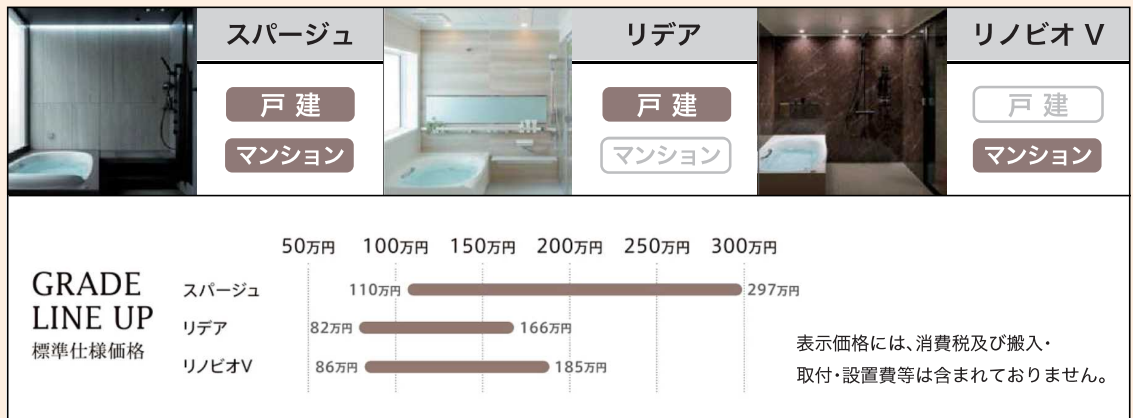 スパージュ
戸建
マンション
リデア
戸建
マンション
リノビオ V
戸建
マンション
50万円 100万円 150万円 200万円 250万円 300万円
GRADE
LINE UP
標準仕様価格
スパージュ 110万円 297万円
リデア 82万円 166万円
リノビオV 86万円 185万円
表示価格には、消費税及び搬入・
取付・設置費等は含まれておりません。